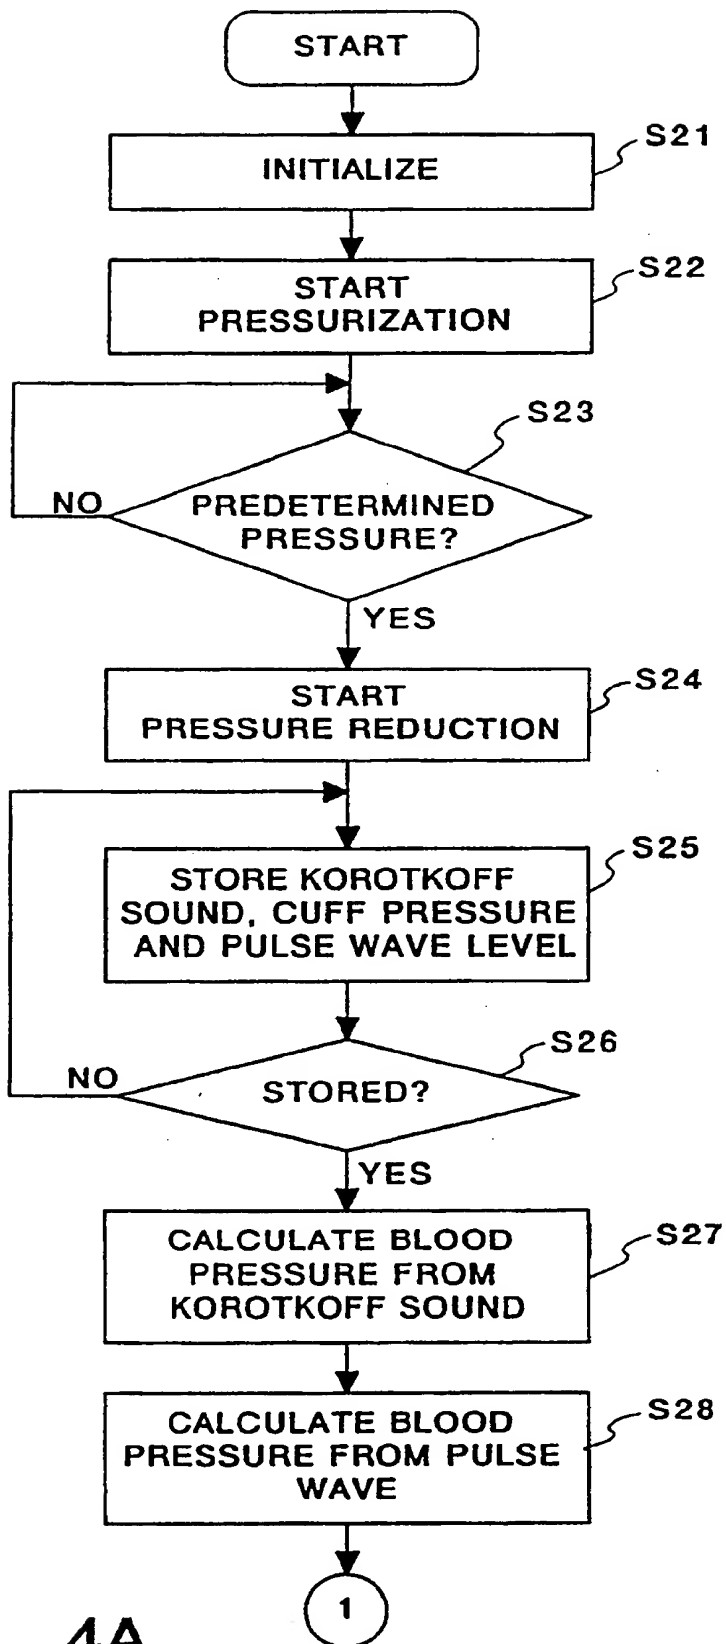 START
S21
INITIALIZE
S22
START
PRESSURIZATION
S23
NO
PREDETERMINED
PRESSURE?
YES
S24
START
PRESSURE REDUCTION
S25
STORE KOROTKOFF
SOUND, CUFF PRESSURE
AND PULSE WAVE LEVEL
S26
NO
STORED?
YES
S27
CALCULATE BLOOD
PRESSURE FROM
KOROTKOFF SOUND
S28
CALCULATE BLOOD
PRESSURE FROM PULSE
WAVE
1
4A